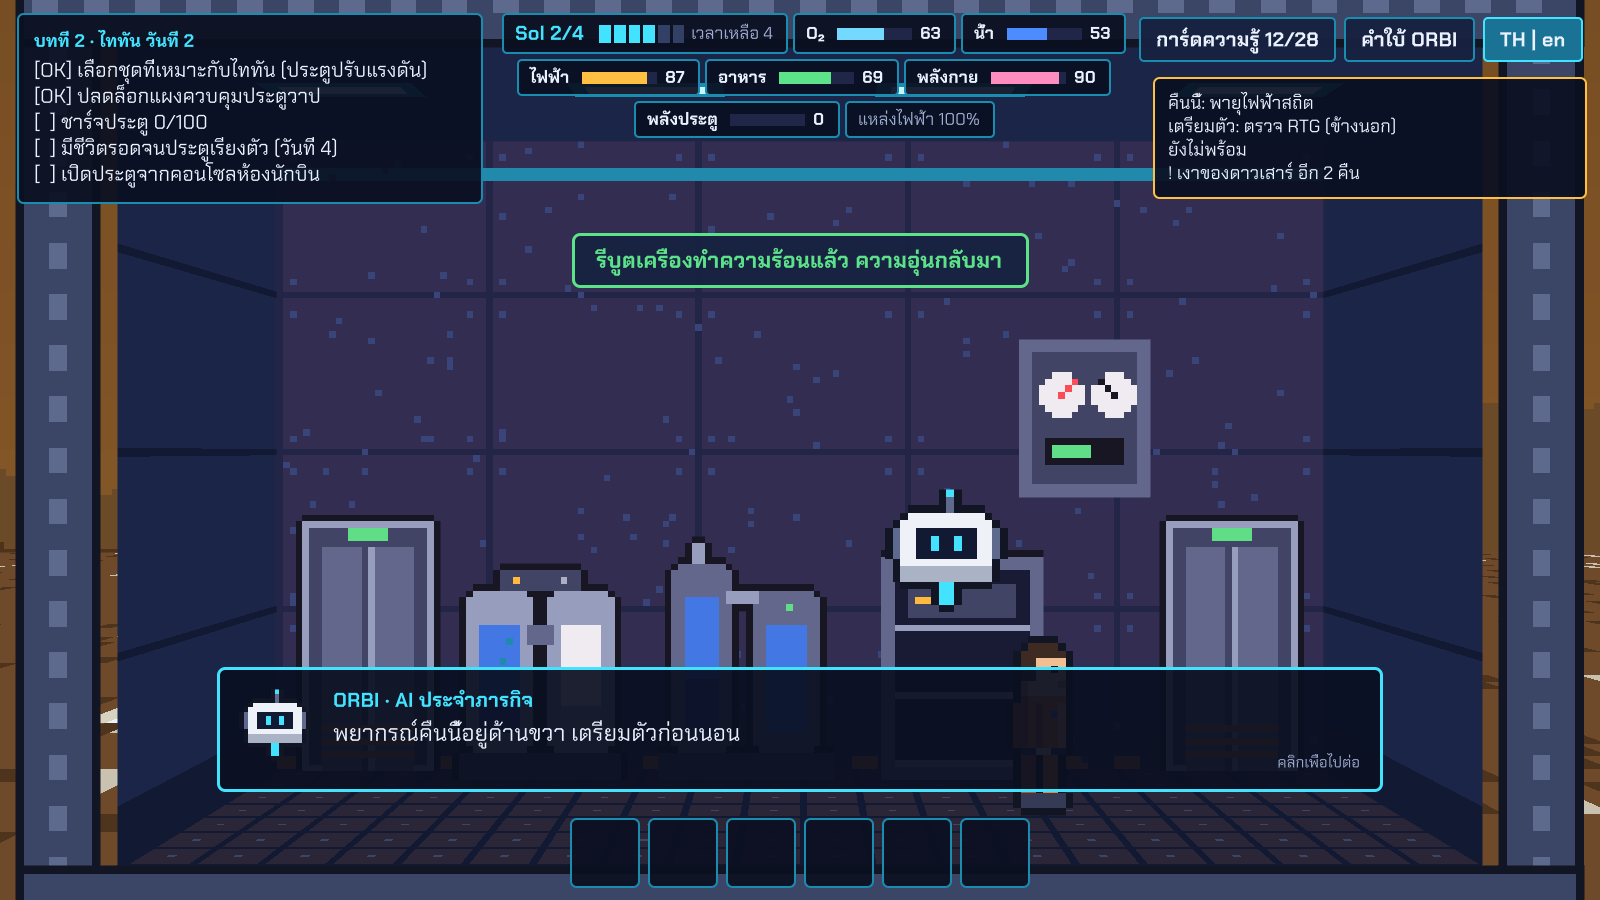 บทที่ 2 · ไททัน วันที่ 2
[OK] เลือกชุดที่เหมาะกับไททัน (ประตูปรับแรงดัน)
[OK] ปลดล็อกแผงควบคุมประตูวาป
[ ] ชาร์จประตู 0/100
[ ] มีชีวิตรอดจนประตูเรียงตัว (วันที่ 4)
[ ] เปิดประตูจากคอนโซลห้องนักบิน
Sol 2/4 เวลาเหลือ 4
O₂ 63
น้ำ 53
ไฟฟ้า 87
อาหาร 69
พลังกาย 90
พลังประตู 0
แหล่งไฟฟ้า 100%
การ์ดความรู้ 12/28
คำใบ้ ORBI
TH | en
คืนนี้: พายุไฟฟ้าสถิต
เตรียมตัว: ตรวจ RTG (ข้างนอก)
ยังไม่พร้อม
! เงาของดาวเสาร์ อีก 2 คืน
รีบูตเครื่องทำความร้อนแล้ว ความอุ่นกลับมา
ORBI · AI ประจำภารกิจ
พยากรณ์คืนนี้อยู่ด้านขวา เตรียมตัวก่อนนอน
คลิกเพื่อไปต่อ